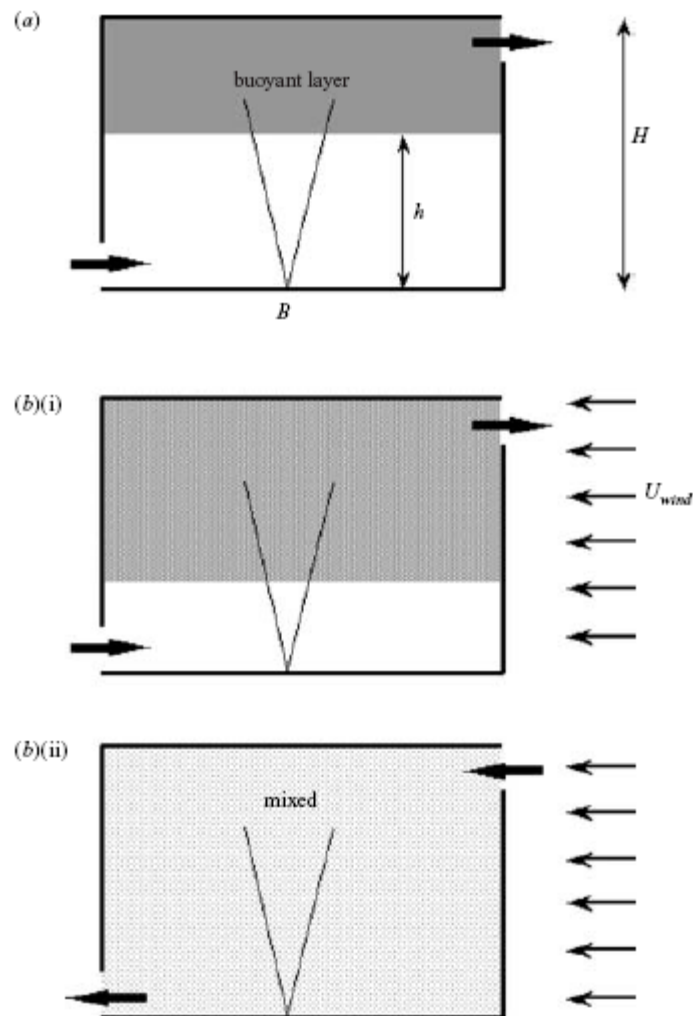 (a)
buoyant layer
H
h
B
(b)(i)
U_wind
(b)(ii)
mixed